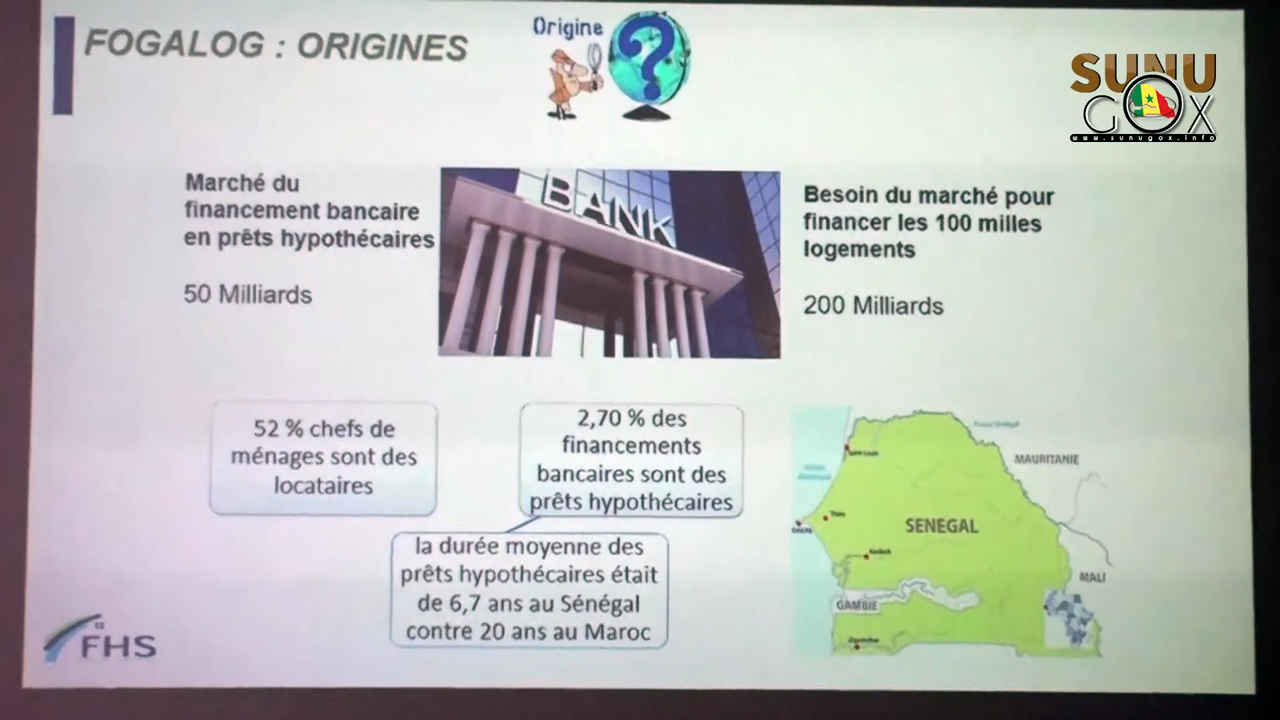 FOGALOG : ORIGINES
Origine
?
SUNU
GOX
www.sunugox.info
Marché du
financement bancaire
en prêts hypothécaires
50 Milliards
BANK
Besoin du marché pour
financer les 100 milles
logements
200 Milliards
52 % chefs de
ménages sont des
locataires
2,70 % des
financements
bancaires sont des
prêts hypothécaires
la durée moyenne des
prêts hypothécaires était
de 6,7 ans au Sénégal
contre 20 ans au Maroc
MAURITANIE
SENEGAL
MALI
GAMBIE
FHS